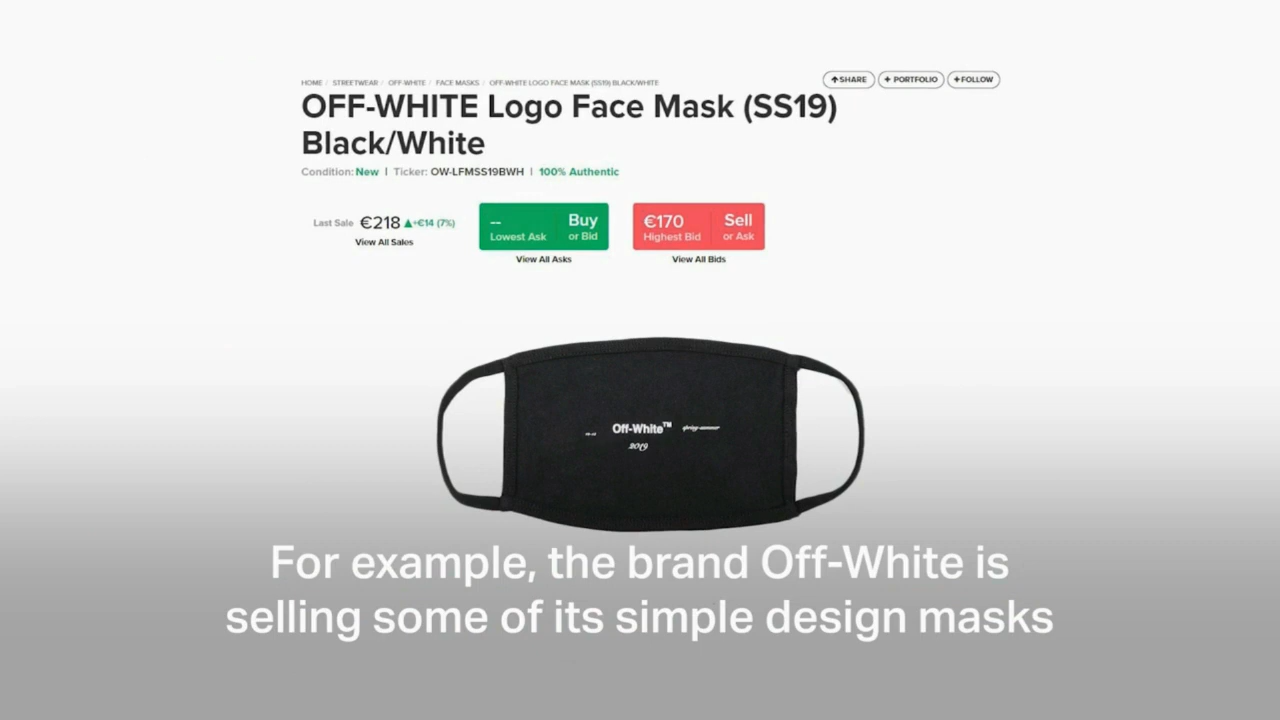 HOME / STREETWEAR / OFF-WHITE / FACE MASKS / OFF-WHITE LOGO FACE MASK (SS19) BLACK/WHITE
SHARE
+ PORTFOLIO
+ FOLLOW
OFF-WHITE Logo Face Mask (SS19)
Black/White
Condition: New | Ticker: OW-LFMSS19BWH | 100% Authentic
Last Sale €218 ▲+€14 (7%)
View All Sales
-- Buy
Lowest Ask or Bid
View All Asks
€170 Sell
Highest Bid or Ask
View All Bids
Off-White™ spring-summer
2019
For example, the brand Off-White is
selling some of its simple design masks